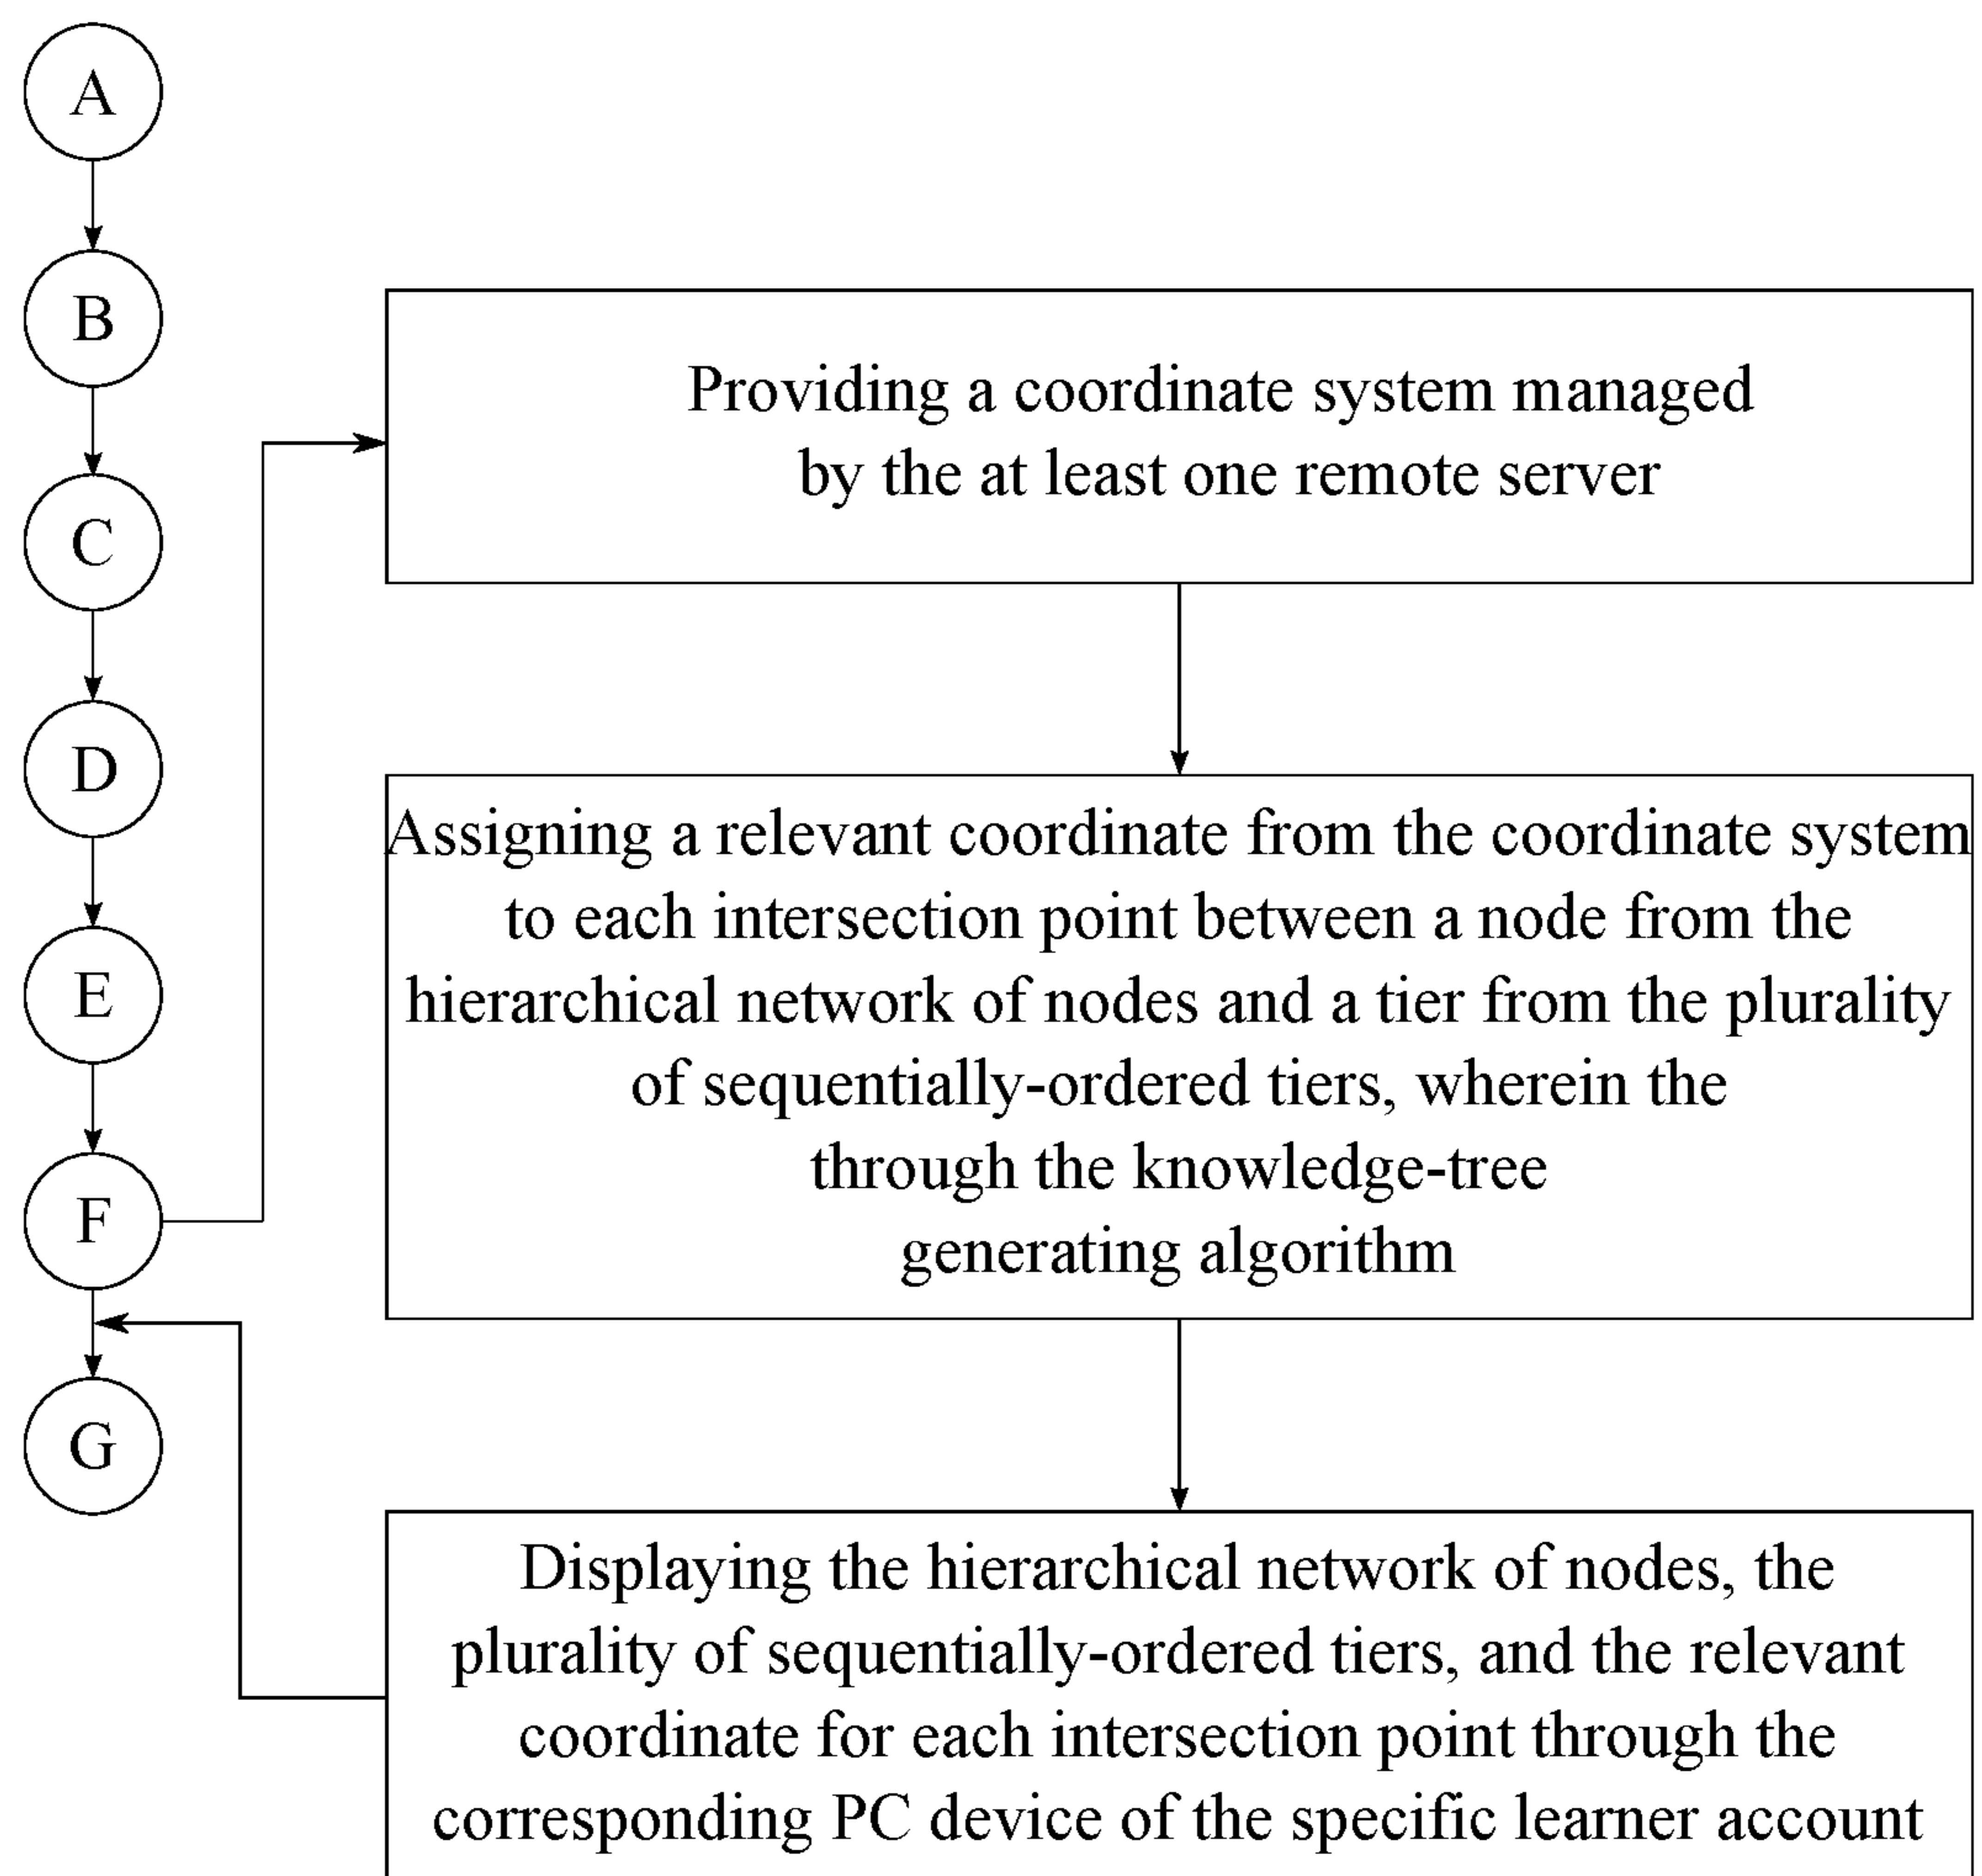 A
B
C
D
E
F
G
Providing a coordinate system managed
by the at least one remote server
Assigning a relevant coordinate from the coordinate system
to each intersection point between a node from the
hierarchical network of nodes and a tier from the plurality
of sequentially-ordered tiers, wherein the
through the knowledge-tree
generating algorithm
Displaying the hierarchical network of nodes, the
plurality of sequentially-ordered tiers, and the relevant
coordinate for each intersection point through the
corresponding PC device of the specific learner account